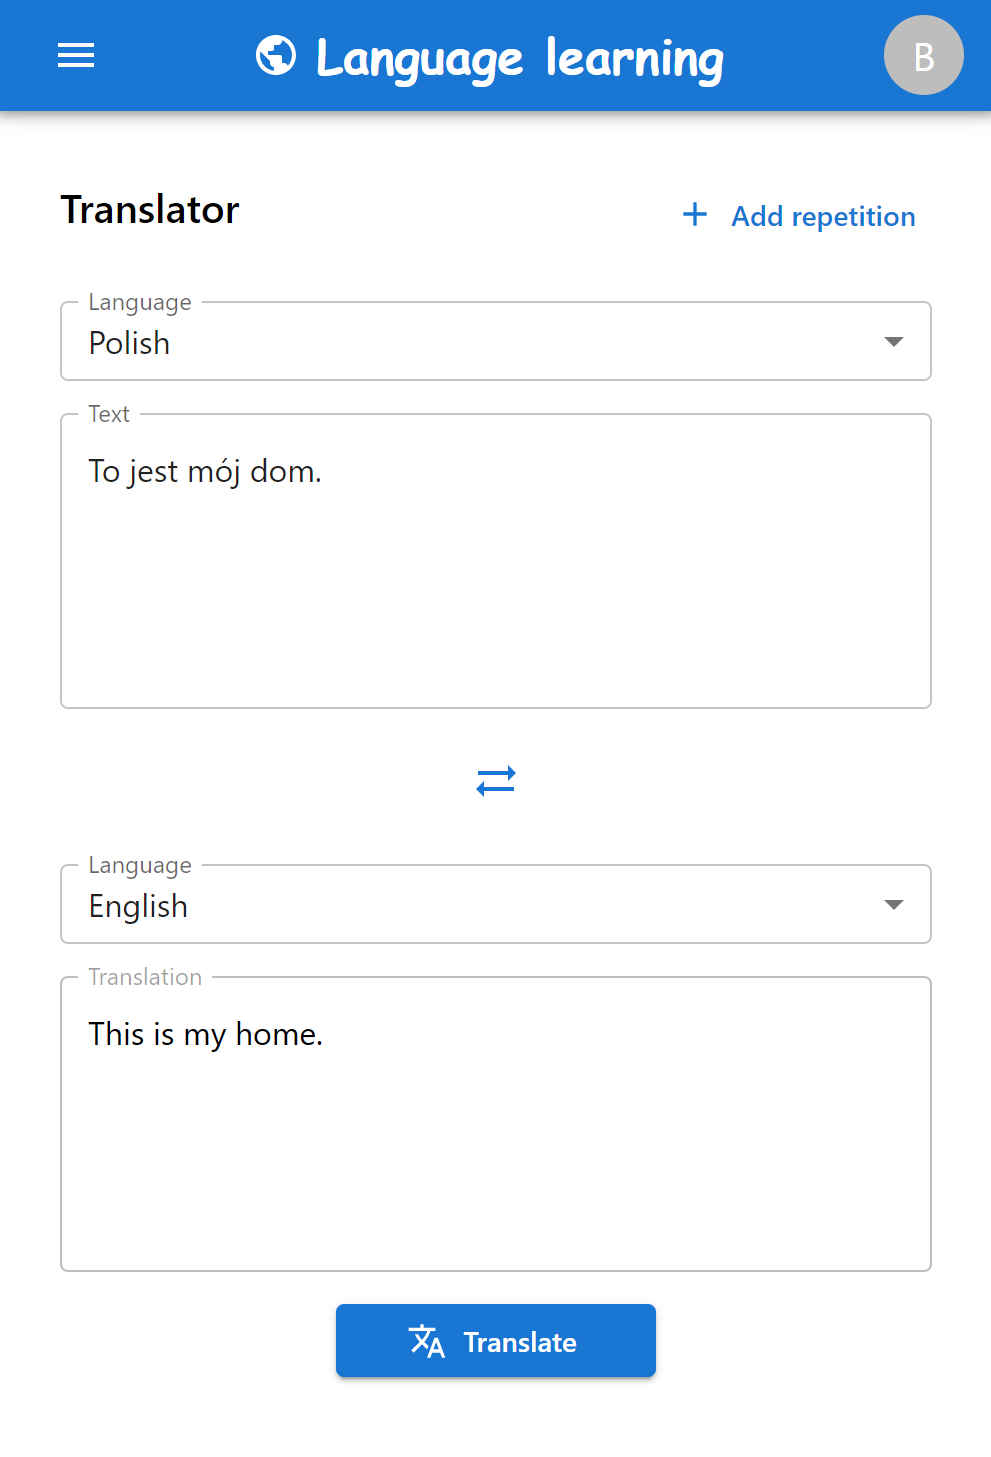 Language learning
B
Translator
Add repetition
Language
Polish
Text
To jest mój dom.
Language
English
Translation
This is my home.
Translate